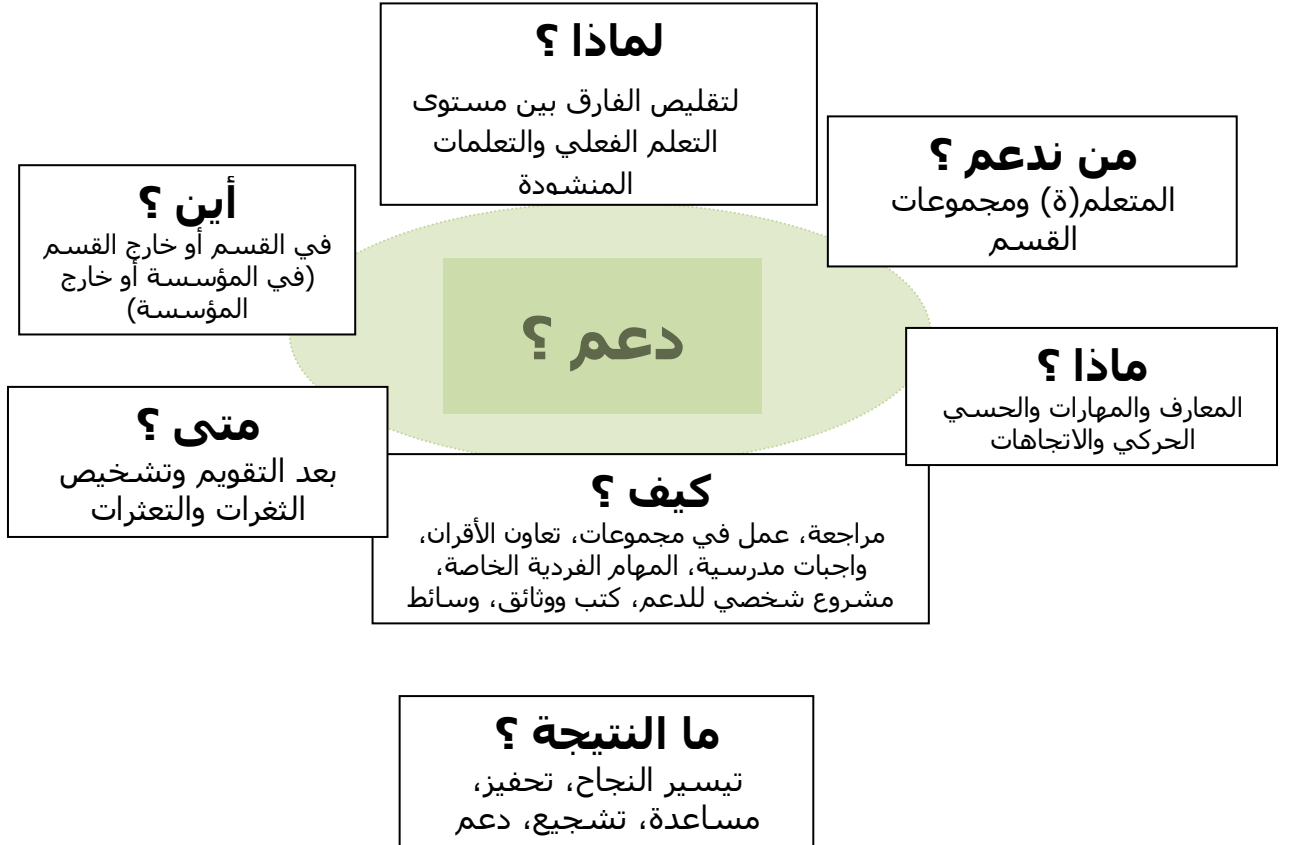 لماذا ؟
لتقليص الفارق بين مستوى
التعلم الفعلي والتعلمات
المنشودة
من ندعم ؟
المتعلم(ة) ومجموعات
القسم
أين ؟
في القسم أو خارج القسم
(في المؤسسة أو خارج
المؤسسة)
دعم ؟
ماذا ؟
المعارف والمهارات والحسي
الحركي والاتجاهات
متى ؟
بعد التقويم وتشخيص
الثغرات والتعثرات
كيف ؟
مراجعة، عمل في مجموعات، تعاون الأقران،
واجبات مدرسية، المهام الفردية الخاصة،
مشروع شخصي للدعم، كتب ووثائق، وسائط
ما النتيجة ؟
تيسير النجاح، تحفيز،
مساعدة، تشجيع، دعم